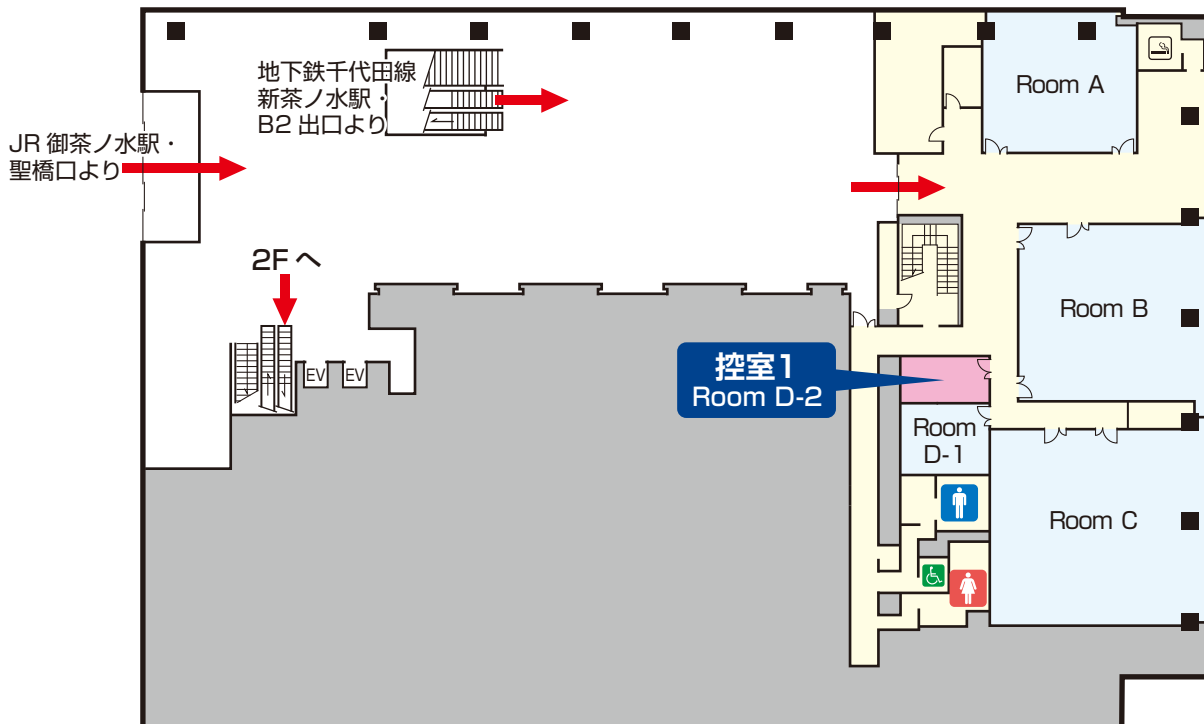 地下鉄千代田線
新茶ノ水駅・
B2 出口より
JR 御茶ノ水駅・
聖橋口より
2F へ
EV
EV
Room A
Room B
控室1
Room D-2
Room
D-1
Room C